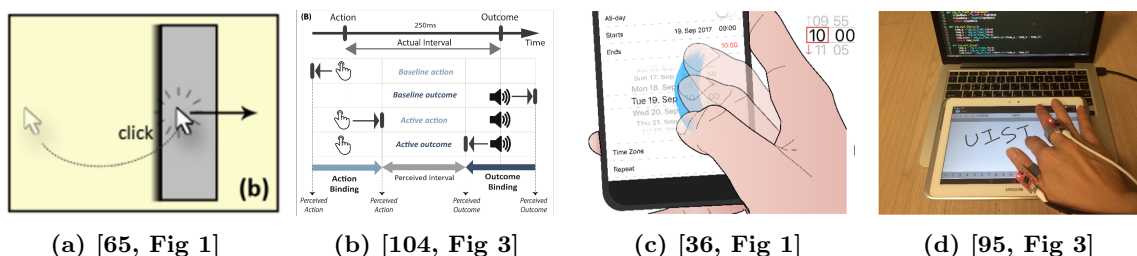 click
(b)
(B)
Action
Outcome
250ms
Time
Actual Interval
Baseline action
Baseline outcome
Active action
Active outcome
Action
Binding
Perceived Interval
Outcome
Binding
Perceived
Action
Perceived
Action
Perceived
Outcome
Perceived
Outcome
All-day
Starts
19. Sep 2017
09:00
Ends
10:00
Sun 17. Sep
Mon 18. Sep
Tue 19. Sep
Wed 20. Sep
Thu 21. Sep
Time Zone
Repeat
↑09 55
10 00
↓11 05
UIST
(a) [65, Fig 1]
(b) [104, Fig 3]
(c) [36, Fig 1]
(d) [95, Fig 3]